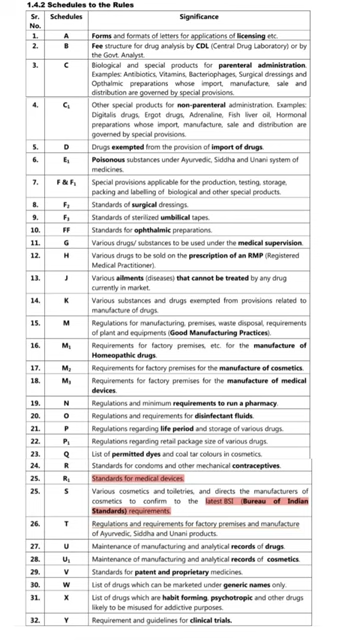 1.4.2 Schedules to the Rules
Sr. No. Schedules Significance
1. A Forms and formats of letters for applications of licensing etc.
2. B Fee structure for drug analysis by CDL (Central Drug Laboratory) or by
the Govt. Analyst.
3. C Biological and special products for parenteral administration.
Examples: Antibiotics, Vitamins, Bacteriophages, Surgical dressings and
Opthalmic preparations whose import, manufacture, sale and
distribution are governed by special provisions.
4. C₁ Other special products for non-parenteral administration. Examples:
Digitalis drugs, Ergot drugs, Adrenaline, Fish liver oil, Hormonal
preparations whose import, manufacture, sale and distribution are
governed by special provisions.
5. D Drugs exempted from the provision of import of drugs.
6. E₁ Poisonous substances under Ayurvedic, Siddha and Unani system of
medicines.
7. F & F₁ Special provisions applicable for the production, testing, storage,
packing and labelling of biological and other special products.
8. F₂ Standards of surgical dressings.
9. F₃ Standards of sterilized umbilical tapes.
10. FF Standards for ophthalmic preparations.
11. G Various drugs/ substances to be used under the medical supervision.
12. H Various drugs to be sold on the prescription of an RMP (Registered
Medical Practitioner).
13. J Various ailments (diseases) that cannot be treated by any drug
currently in market.
14. K Various substances and drugs exempted from provisions related to
manufacture of drugs.
15. M Regulations for manufacturing, premises, waste disposal, requirements
of plant and equipments (Good Manufacturing Practices).
16. M₁ Requirements for factory premises, etc. for the manufacture of
Homeopathic drugs.
17. M₂ Requirements for factory premises for the manufacture of cosmetics.
18. M₃ Requirements for factory premises for the manufacture of medical
devices.
19. N Regulations and minimum requirements to run a pharmacy.
20. O Regulations and requirements for disinfectant fluids.
21. P Regulations regarding life period and storage of various drugs.
22. P₁ Regulations regarding retail package size of various drugs.
23. Q List of permitted dyes and coal tar colours in cosmetics.
24. R Standards for condoms and other mechanical contraceptives.
25. R₁ Standards for medical devices.
25. S Various cosmetics and toiletries, and directs the manufacturers of
cosmetics to confirm to the latest BSI (Bureau of Indian
Standards) requirements.
26. T Regulations and requirements for factory premises and manufacture
of Ayurvedic, Siddha and Unani products.
27. U Maintenance of manufacturing and analytical records of drugs.
28. U₁ Maintenance of manufacturing and analytical records of cosmetics.
29. V Standards for patent and proprietary medicines.
30. W List of drugs which can be marketed under generic names only.
31. X List of drugs which are habit forming, psychotropic and other drugs
likely to be misused for addictive purposes.
32. Y Requirement and guidelines for clinical trials.